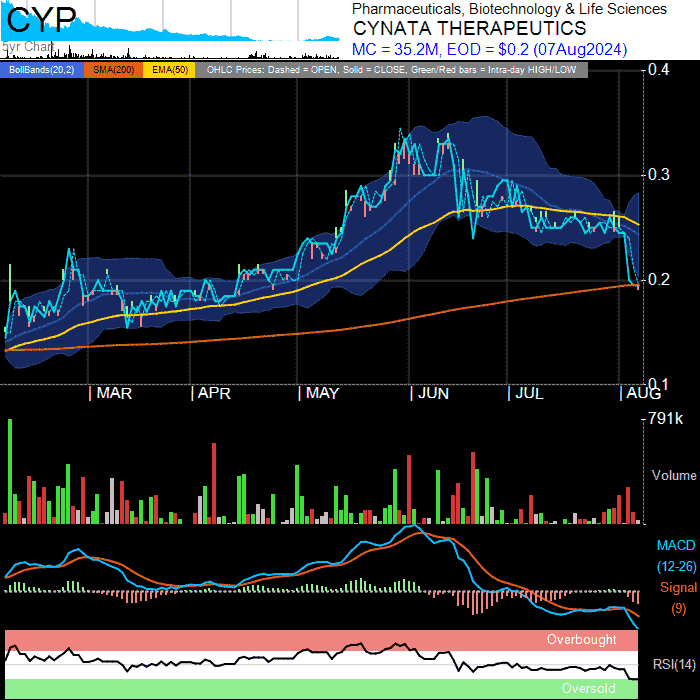 CYP
5yr Chart
Pharmaceuticals, Biotechnology & Life Sciences
CYNATA THERAPEUTICS
MC = 35.2M, EOD = $0.2 (07Aug2024)
BollBands(20,2) SMA(200) EMA(50) OHLC Prices: Dashed = OPEN, Solid = CLOSE, Green/Red bars = Intra-day HIGH/LOW
0.4
0.3
0.2
0.1
MAR APR MAY JUN JUL AUG
791k
Volume
MACD
(12-26)
Signal
(9)
Overbought
RSI(14)
Oversold